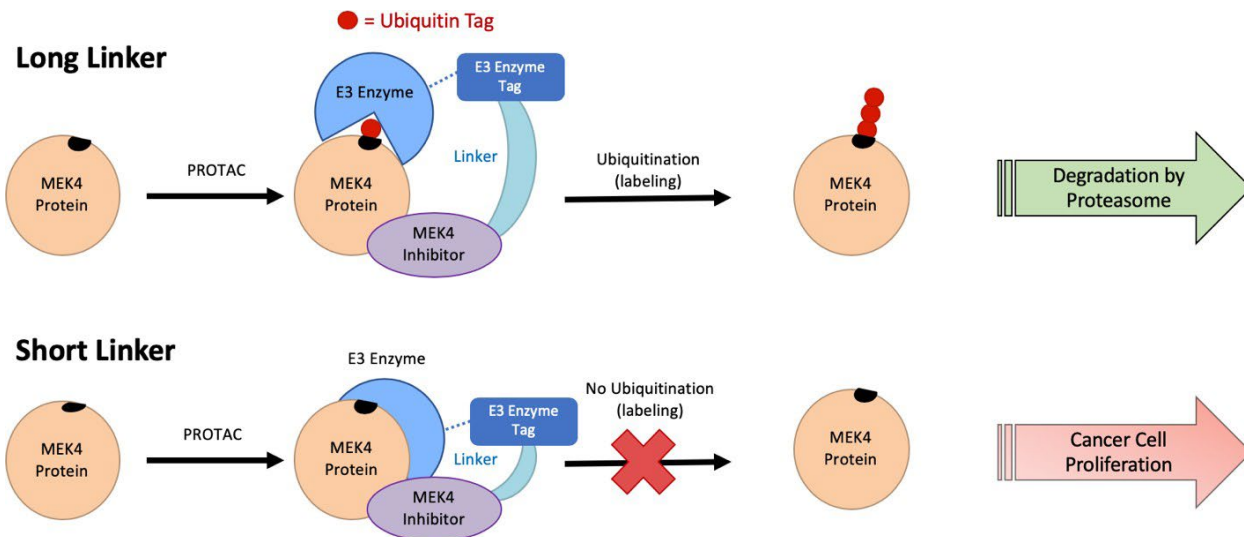 = Ubiquitin Tag
Long Linker
E3 Enzyme
E3 Enzyme
Tag
MEK4
Protein
PROTAC
MEK4
Protein
Linker
MEK4
Inhibitor
Ubiquitination
(labeling)
MEK4
Protein
Degradation by
Proteasome
Short Linker
E3 Enzyme
MEK4
Protein
PROTAC
MEK4
Protein
E3 Enzyme
Tag
Linker
MEK4
Inhibitor
No Ubiquitination
(labeling)
MEK4
Protein
Cancer Cell
Proliferation